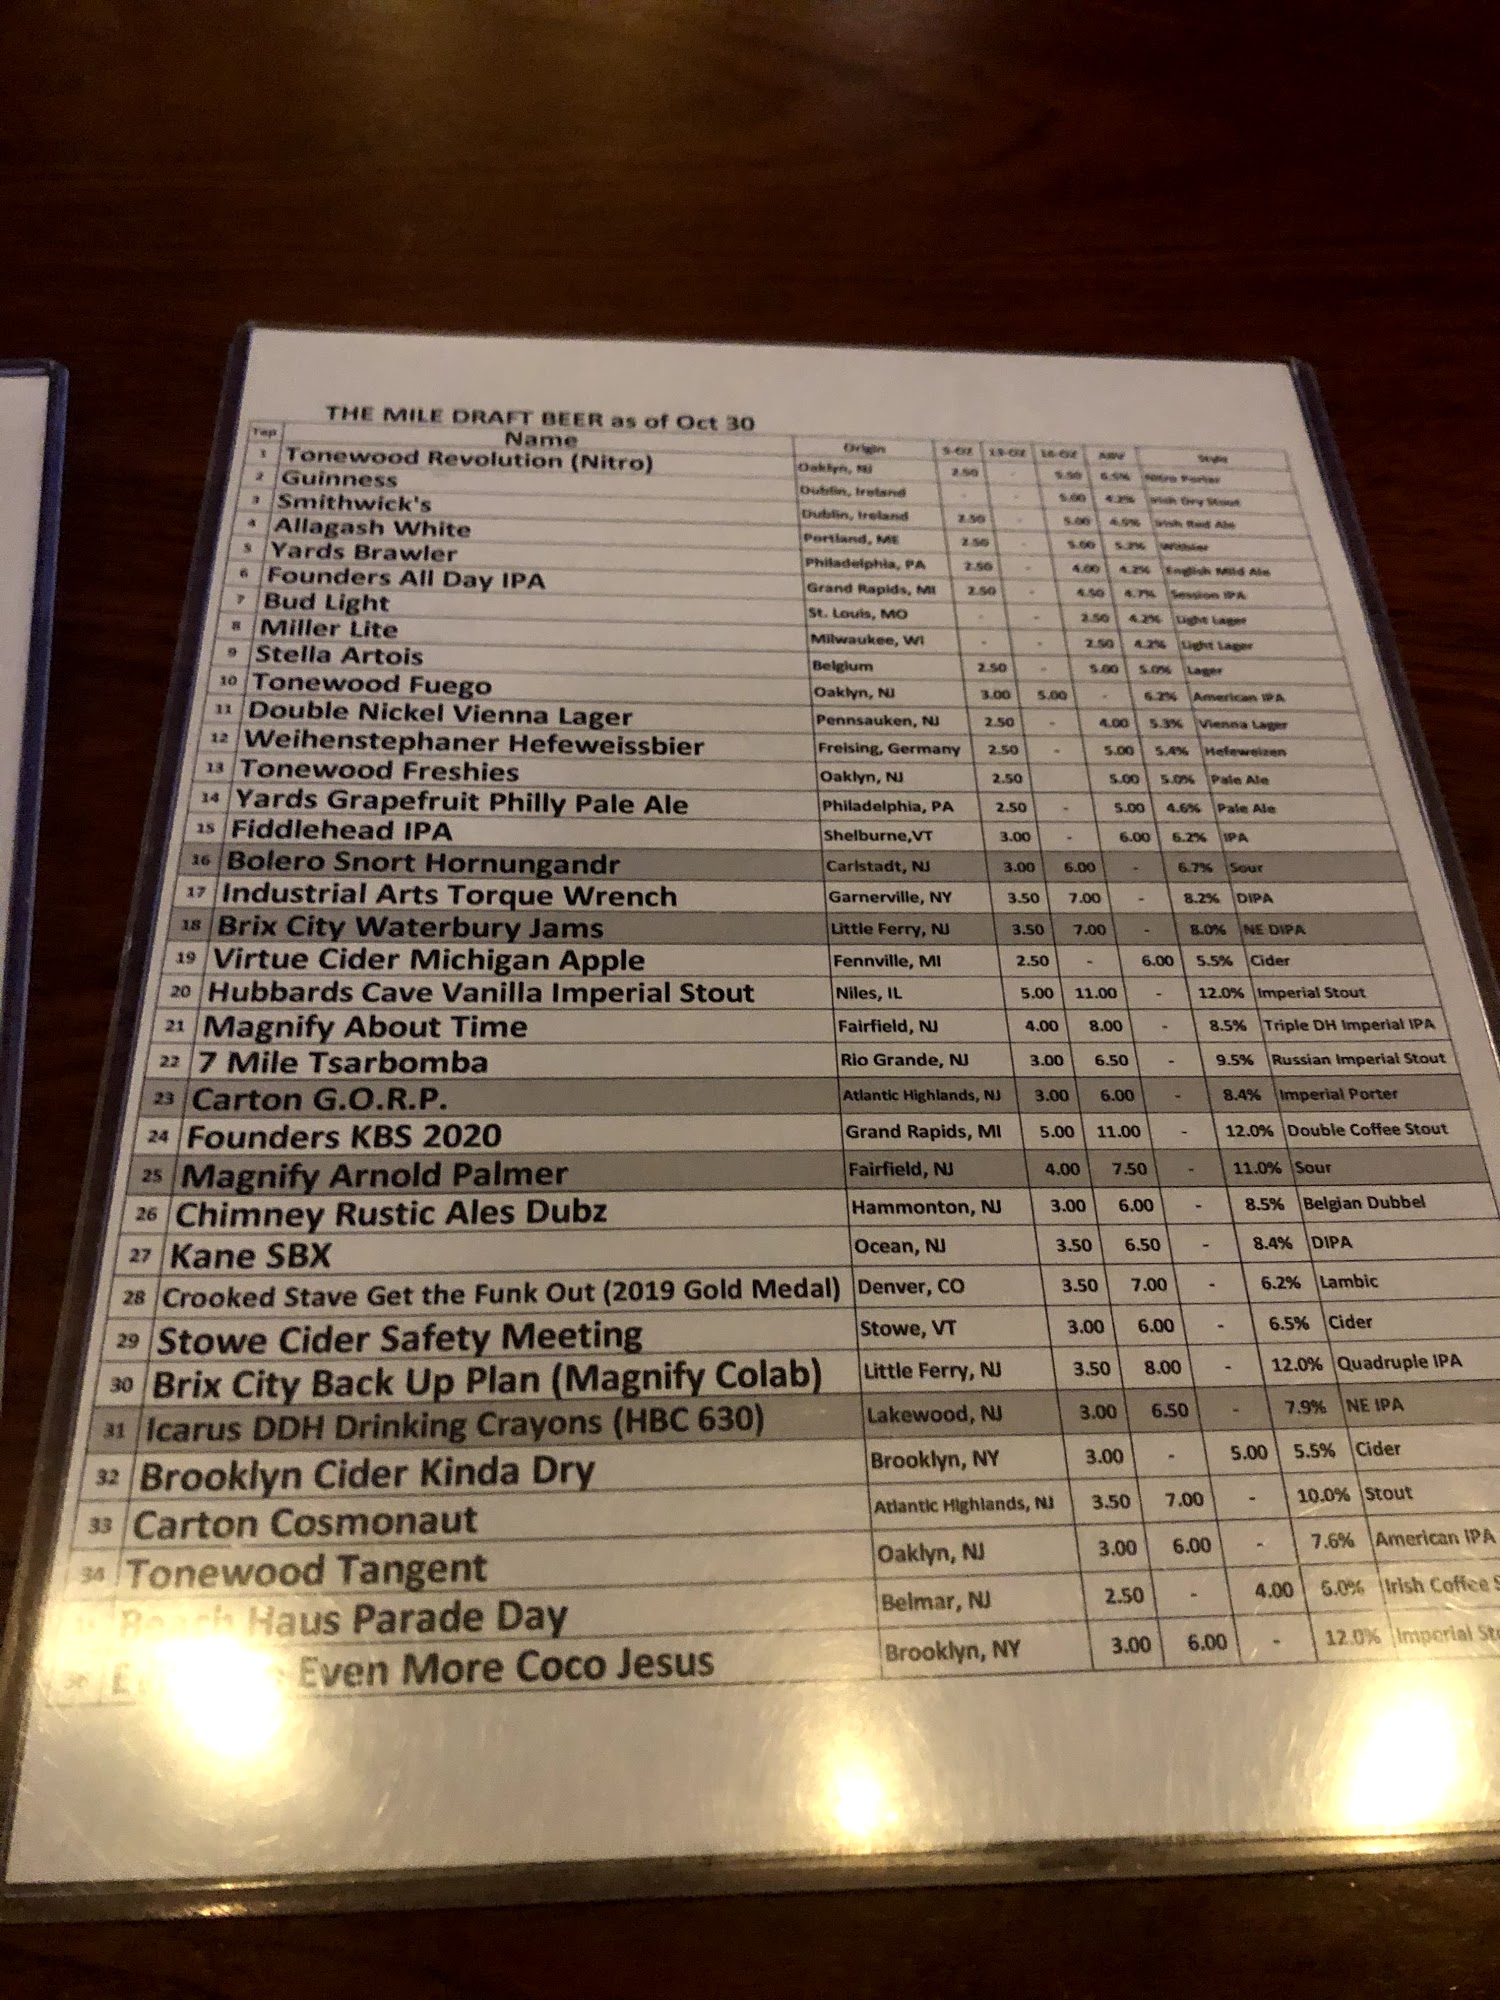 THE MILE DRAFT BEER as of Oct 30
Tap Name Origin 5-OZ 13-OZ 16-OZ ABV Style
1 Tonewood Revolution (Nitro) Oaklyn, NJ 2.50 - 5.50 6.5% Nitro Porter
2 Guinness Dublin, Ireland - - 5.00 4.2% Irish Dry Stout
3 Smithwick's Dublin, Ireland 2.50 - 5.00 4.5% Irish Red Ale
4 Allagash White Portland, ME 2.50 - 5.00 5.2% Witbier
5 Yards Brawler Philadelphia, PA 2.50 - 4.00 4.2% English Mild Ale
6 Founders All Day IPA Grand Rapids, MI 2.50 - 4.50 4.7% Session IPA
7 Bud Light St. Louis, MO - - 2.50 4.2% Light Lager
8 Miller Lite Milwaukee, WI - - 2.50 4.2% Light Lager
9 Stella Artois Belgium 2.50 - 5.00 5.0% Lager
10 Tonewood Fuego Oaklyn, NJ 3.00 5.00 - 6.2% American IPA
11 Double Nickel Vienna Lager Pennsauken, NJ 2.50 - 4.00 5.3% Vienna Lager
12 Weihenstephaner Hefeweissbier Freising, Germany 2.50 - 5.00 5.4% Hefeweizen
13 Tonewood Freshies Oaklyn, NJ 2.50 5.00 5.0% Pale Ale
14 Yards Grapefruit Philly Pale Ale Philadelphia, PA 2.50 - 5.00 4.6% Pale Ale
15 Fiddlehead IPA Shelburne,VT 3.00 - 6.00 6.2% IPA
16 Bolero Snort Hornungandr Carlstadt, NJ 3.00 6.00 - 6.7% Sour
17 Industrial Arts Torque Wrench Garnerville, NY 3.50 7.00 - 8.2% DIPA
18 Brix City Waterbury Jams Little Ferry, NJ 3.50 7.00 - 8.0% NE DIPA
19 Virtue Cider Michigan Apple Fennville, MI 2.50 - 6.00 5.5% Cider
20 Hubbards Cave Vanilla Imperial Stout Niles, IL 5.00 11.00 - 12.0% Imperial Stout
21 Magnify About Time Fairfield, NJ 4.00 8.00 - 8.5% Triple DH Imperial IPA
22 7 Mile Tsarbomba Rio Grande, NJ 3.00 6.50 - 9.5% Russian Imperial Stout
23 Carton G.O.R.P. Atlantic Highlands, NJ 3.00 6.00 - 8.4% Imperial Porter
24 Founders KBS 2020 Grand Rapids, MI 5.00 11.00 - 12.0% Double Coffee Stout
25 Magnify Arnold Palmer Fairfield, NJ 4.00 7.50 - 11.0% Sour
26 Chimney Rustic Ales Dubz Hammonton, NJ 3.00 6.00 - 8.5% Belgian Dubbel
27 Kane SBX Ocean, NJ 3.50 6.50 - 8.4% DIPA
28 Crooked Stave Get the Funk Out (2019 Gold Medal) Denver, CO 3.50 7.00 - 6.2% Lambic
29 Stowe Cider Safety Meeting Stowe, VT 3.00 6.00 - 6.5% Cider
30 Brix City Back Up Plan (Magnify Colab) Little Ferry, NJ 3.50 8.00 - 12.0% Quadruple IPA
31 Icarus DDH Drinking Crayons (HBC 630) Lakewood, NJ 3.00 6.50 - 7.9% NE IPA
32 Brooklyn Cider Kinda Dry Brooklyn, NY 3.00 - 5.00 5.5% Cider
33 Carton Cosmonaut Atlantic Highlands, NJ 3.50 7.00 - 10.0% Stout
34 Tonewood Tangent Oaklyn, NJ 3.00 6.00 - 7.6% American IPA
Beach Haus Parade Day Belmar, NJ 2.50 - 4.00 Irish Coffee
Even More Coco Jesus Brooklyn, NY 3.00 6.00 - 12.0% Imperial